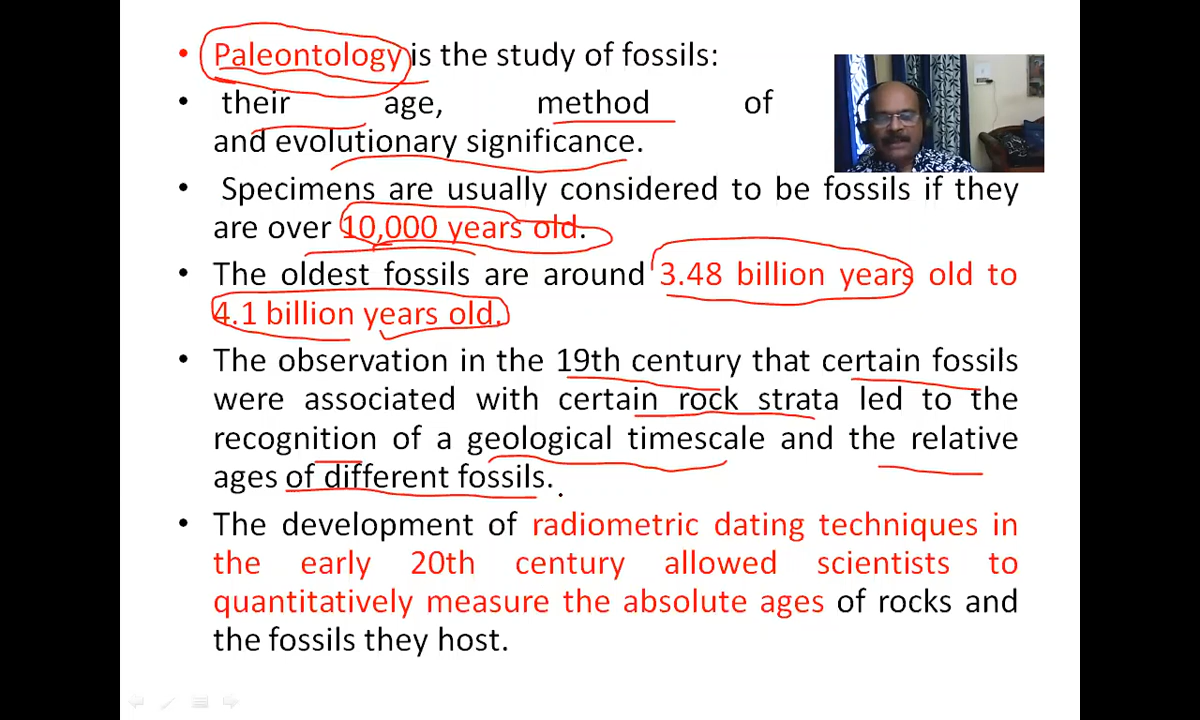 • Paleontology is the study of fossils:
• their age, method of
and evolutionary significance.
• Specimens are usually considered to be fossils if they
are over 10,000 years old.
• The oldest fossils are around 3.48 billion years old to
4.1 billion years old.
• The observation in the 19th century that certain fossils
were associated with certain rock strata led to the
recognition of a geological timescale and the relative
ages of different fossils.
• The development of radiometric dating techniques in
the early 20th century allowed scientists to
quantitatively measure the absolute ages of rocks and
the fossils they host.